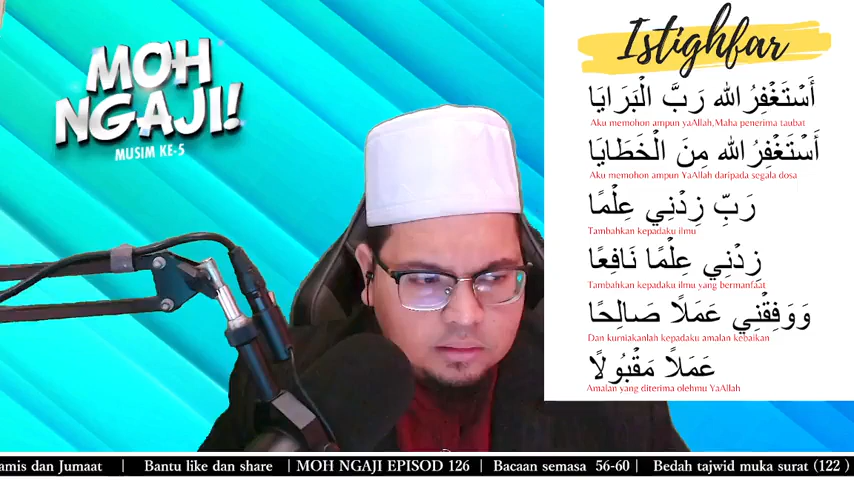 MOH
NGAJI!
MUSIM KE-5
Istighfar
أَسْتَغْفِرُالله رَبَّ الْبَرَايَا
Aku memohon ampun yaAllah,Maha penerima taubat
أَسْتَغْفِرُالله مِنَ الْخَطَايَا
Aku memohon ampun YaAllah daripada segala dosa
رَبِّ زِدْنِي عِلْمًا
Tambahkan kepadaku ilmu
زِدْنِي عِلْمًا نَافِعًا
Tambahkan kepadaku ilmu yang bermanfaat
وَوَفِقْنِي عَمَلاً صَالِحًا
Dan kurniakanlah kepadaku amalan kebaikan
عَمَلاً مَقْبُولًا
Amalan yang diterima olehmu YaAllah
amis dan Jumaat | Bantu like dan share | MOH NGAJI EPISOD 126 | Bacaan semasa 56-60 | Bedah tajwid muka surat (122 )